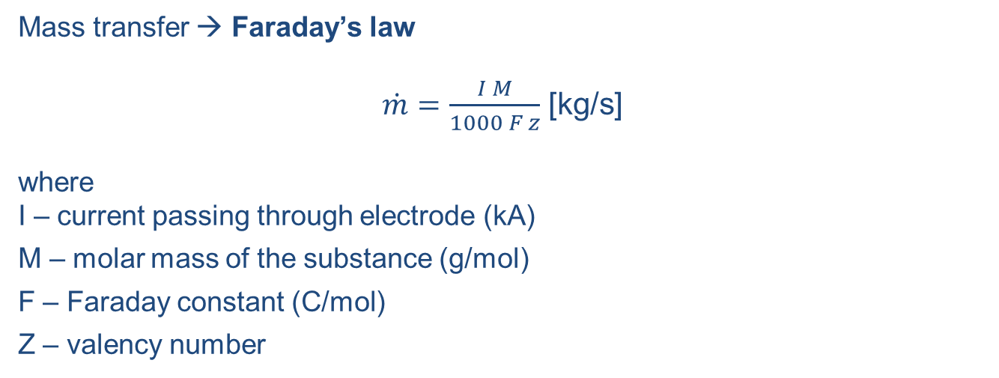 Mass transfer → Faraday's law
ṁ = I M / 1000 F z [kg/s]
where
I – current passing through electrode (kA)
M – molar mass of the substance (g/mol)
F – Faraday constant (C/mol)
Z – valency number